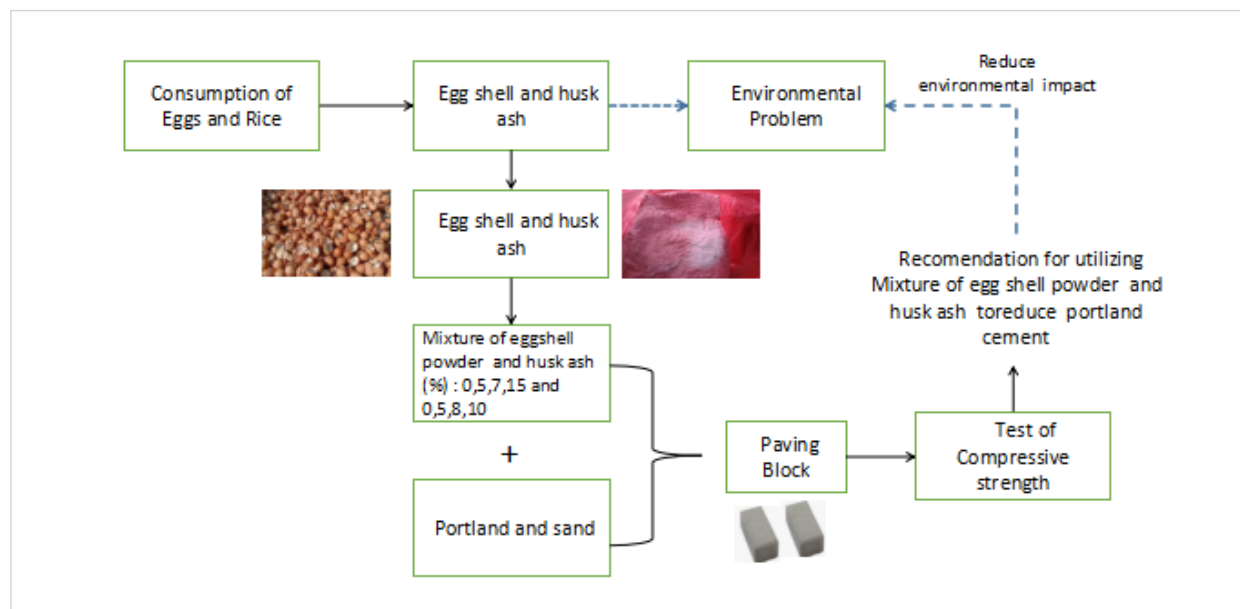 Consumption of
Eggs and Rice
Egg shell and husk
ash
Environmental
Problem
Reduce
environmental impact
Egg shell and husk
ash
Recomendation for utilizing
Mixture of egg shell powder and
husk ash toreduce portland
cement
Mixture of eggshell
powder and husk ash
(%) : 0,5,7,15 and
0,5,8,10
+
Portland and sand
Paving
Block
Test of
Compressive
strength